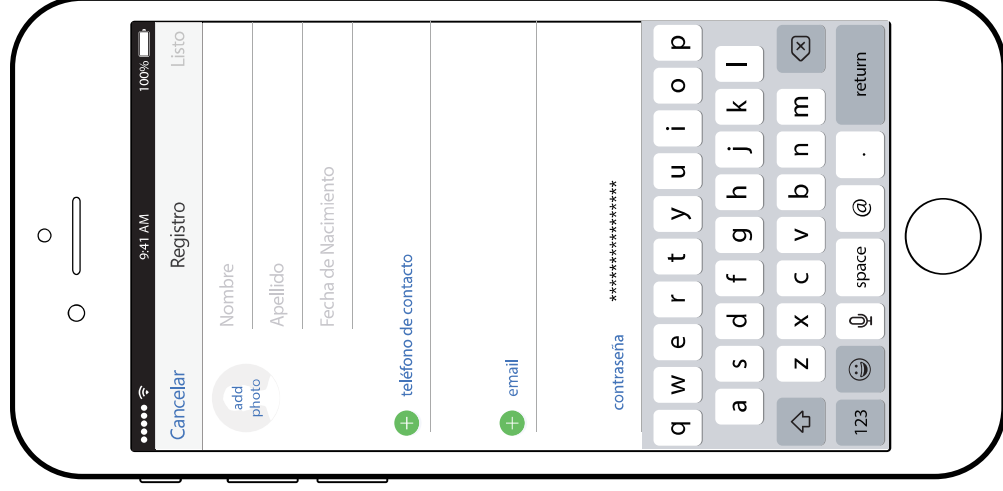 9:41 AM 100%
Cancelar Registro Listo
add
photo
Nombre
Apellido
Fecha de Nacimiento
teléfono de contacto
email
contraseña ******************
q w e r t y u i o p
a s d f g h j k l
z x c v b n m
123 space @ . return